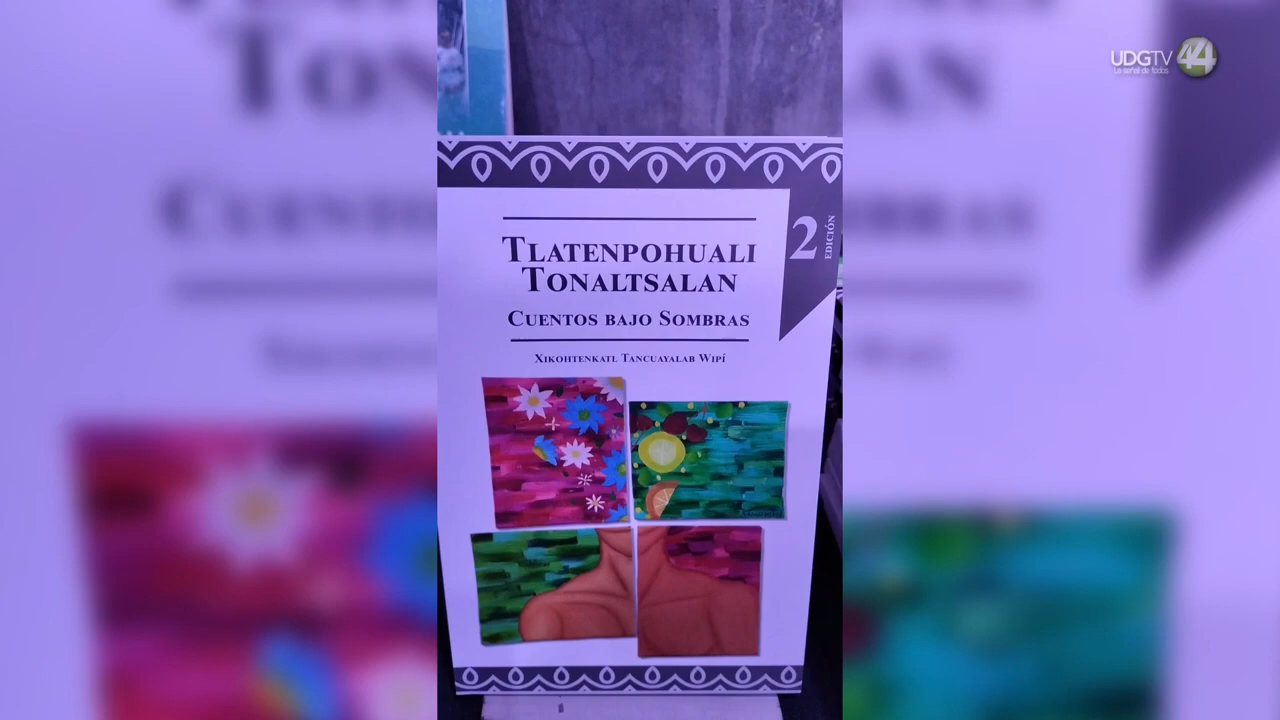 UDGTV 44
La señal de todos
2
EDICIÓN
TLATENPOHUALI
TONALTSALAN
CUENTOS BAJO SOMBRAS
XIKOHTENKATL TANCUAYALAB WIPÍ